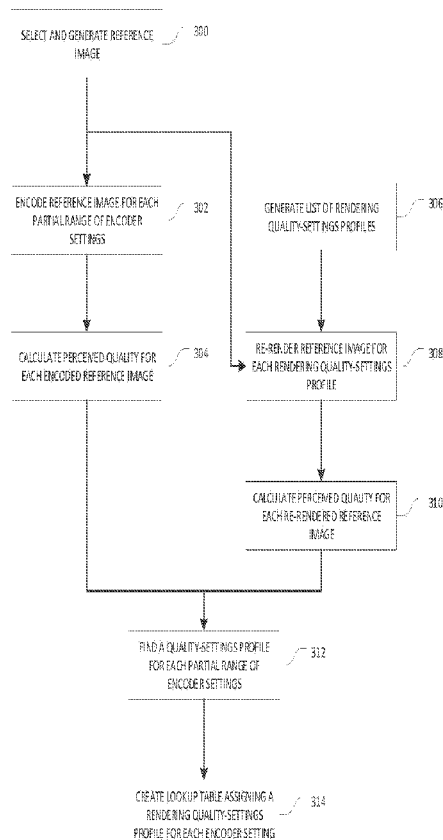 SELECT AND GENERATE REFERENCE
IMAGE
300
ENCODE REFERENCE IMAGE FOR EACH
PARTIAL RANGE OF ENCODER
SETTINGS
302
GENERATE LIST OF RENDERING
QUALITY-SETTINGS PROFILES
306
CALCULATE PERCEIVED QUALITY FOR
EACH ENCODED REFERENCE IMAGE
304
RE-RENDER REFERENCE IMAGE FOR
EACH RENDERING QUALITY-SETTINGS
PROFILE
308
CALCULATE PERCEIVED QUALITY FOR
EACH RE-RENDERED REFERENCE
IMAGE
310
FIND A QUALITY-SETTINGS PROFILE
FOR EACH PARTIAL RANGE OF
ENCODER SETTINGS
312
CREATE LOOKUP TABLE ASSIGNING A
RENDERING QUALITY-SETTINGS
PROFILE FOR EACH ENCODER SETTING
314